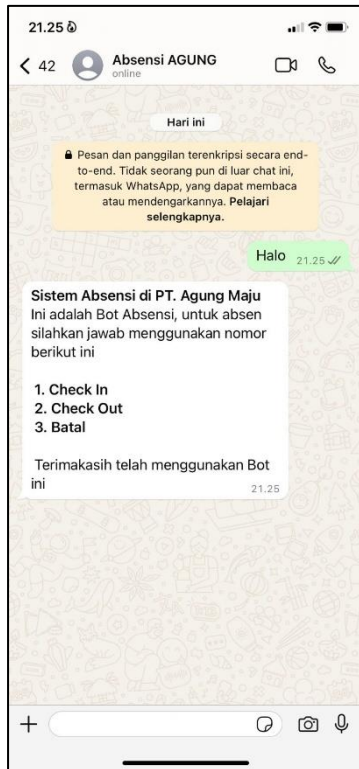 21.25
42
Absensi AGUNG
online
Hari ini
Pesan dan panggilan terenkripsi secara end-
to-end. Tidak seorang pun di luar chat ini,
termasuk WhatsApp, yang dapat membaca
atau mendengarkannya. Pelajari
selengkapnya.
Halo 21.25
Sistem Absensi di PT. Agung Maju
Ini adalah Bot Absensi, untuk absen
silahkan jawab menggunakan nomor
berikut ini
1. Check In
2. Check Out
3. Batal
Terimakasih telah menggunakan Bot
ini
21.25